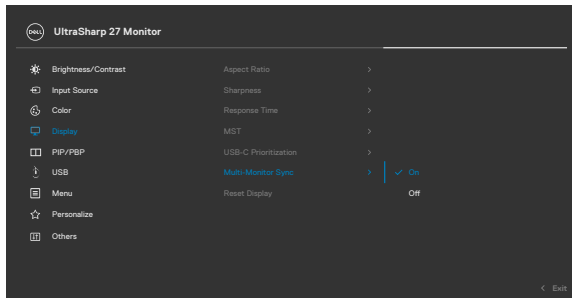 DELL UltraSharp 27 Monitor
Brightness/Contrast
Input Source
Color
Display
PIP/PBP
USB
Menu
Personalize
Others
Aspect Ratio
Sharpness
Response Time
MST
USB-C Prioritization
Multi-Monitor Sync
Reset Display
On
Off
Exit